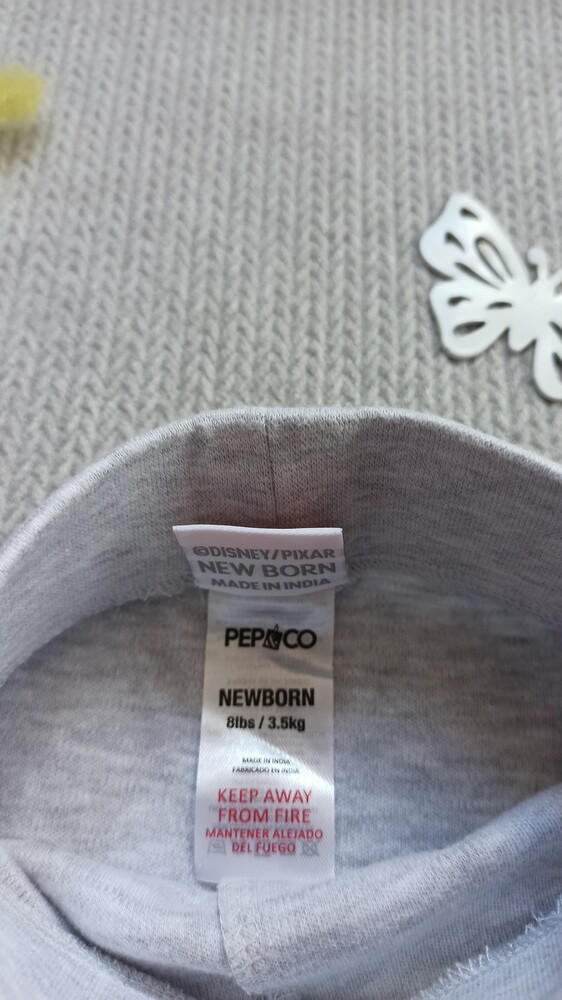 ©DISNEY/PIXAR
NEW BORN
MADE IN INDIA
PEP&CO
NEWBORN
8lbs / 3.5kg
MADE IN INDIA
FABRICADO EN INDIA
KEEP AWAY
FROM FIRE
MANTENER ALEJADO
DEL FUEGO